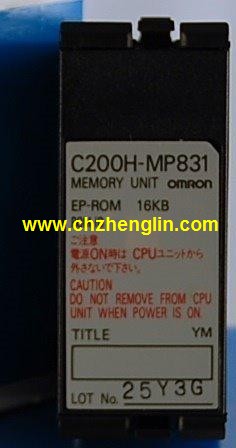 C200H-MP831
MEMORY UNIT OMRON
EP-ROM 16KB
www.chzhenglin.com
ご注意
電源ON時は CPUユニットから
外さないで下さい。
CAUTION
DO NOT REMOVE FROM CPU
UNIT WHEN POWER IS ON.
TITLE YM
LOT No. 25Y3G